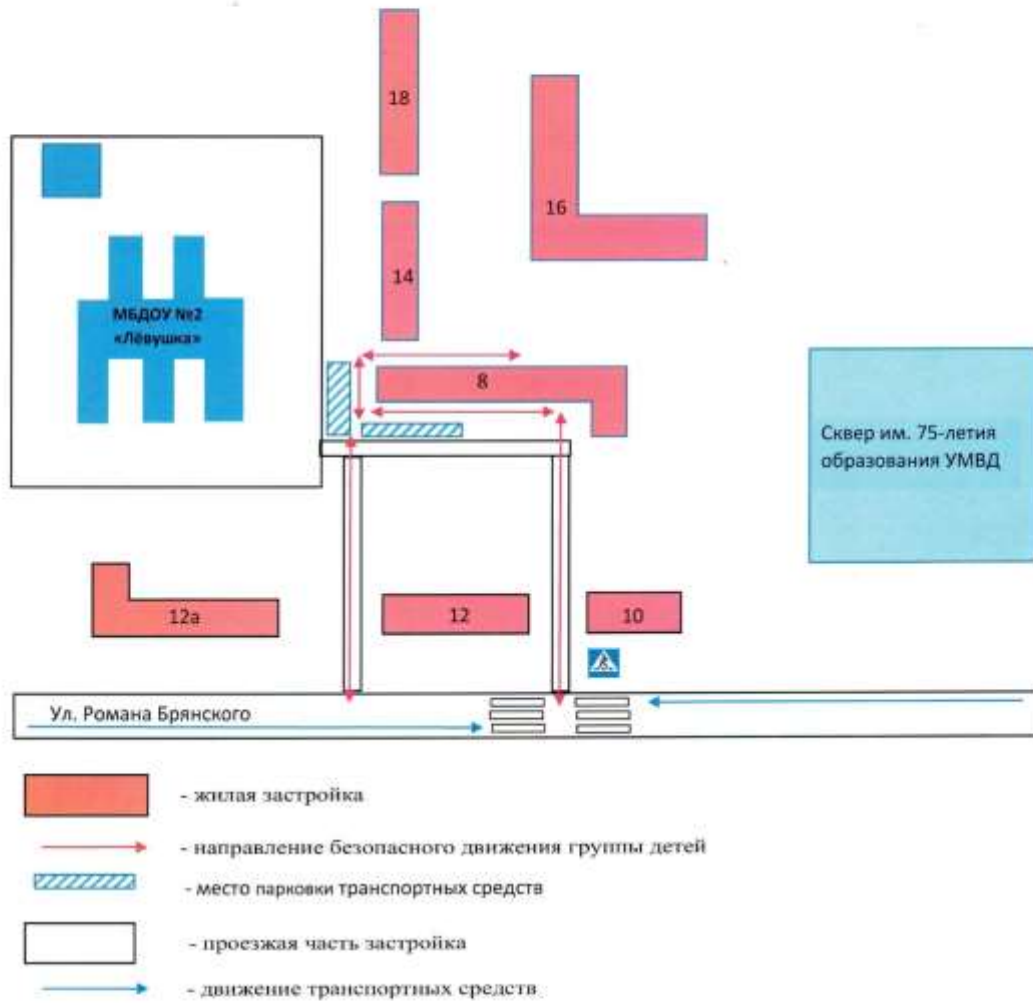 18
16
14
МБДОУ №2
«Лёвушка»
8
Сквер им. 75-летия
образования УМВД
12а
12
10
Ул. Романа Брянского
- жилая застройка
- направление безопасного движения группы детей
- место парковки транспортных средств
- проезжая часть застройка
- движение транспортных средств